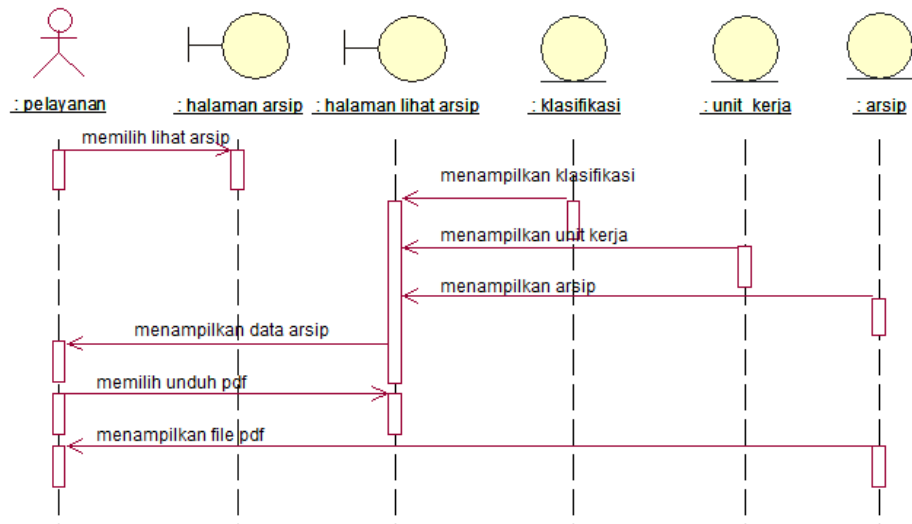 : pelayanan
: halaman arsip
: halaman lihat arsip
: klasifikasi
: unit kerja
: arsip
memilih lihat arsip
menampilkan klasifikasi
menampilkan unit kerja
menampilkan arsip
menampilkan data arsip
memilih unduh pdf
menampilkan file pdf